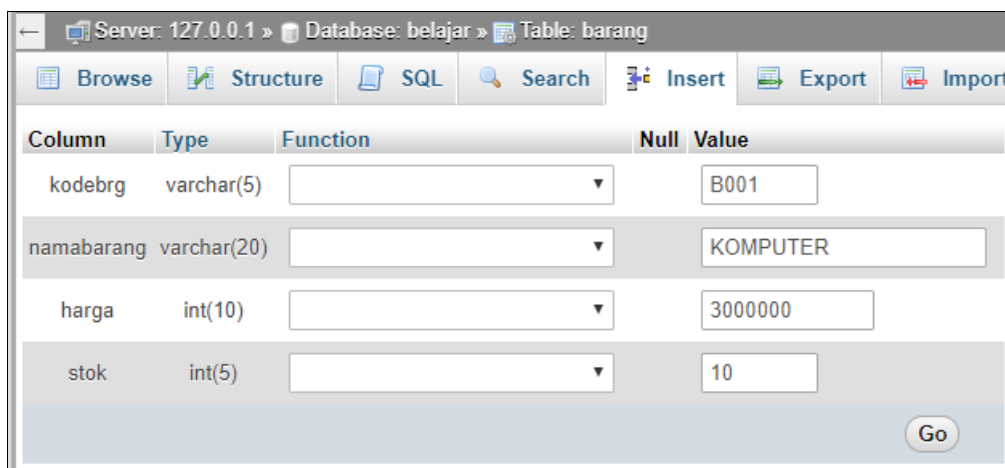 ← Server: 127.0.0.1 » Database: belajar » Table: barang
Browse Structure SQL Search Insert Export Import
Column Type Function Null Value
kodebrg varchar(5) B001
namabarang varchar(20) KOMPUTER
harga int(10) 3000000
stok int(5) 10
Go